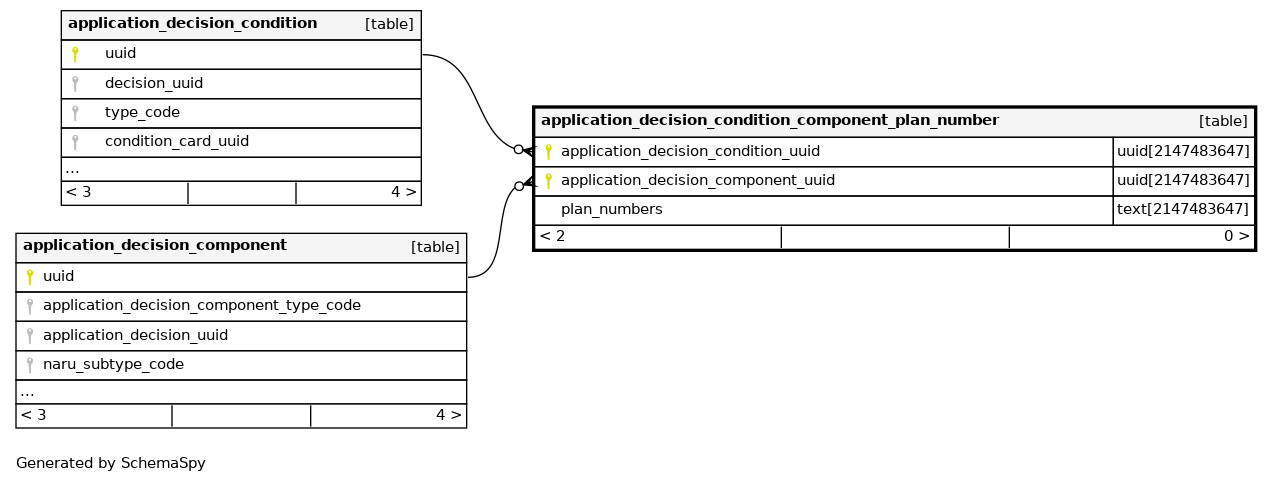 application_decision_condition [table]
uuid
decision_uuid
type_code
condition_card_uuid
...
< 3 4 >
application_decision_condition_component_plan_number [table]
application_decision_condition_uuid uuid[2147483647]
application_decision_component_uuid uuid[2147483647]
plan_numbers text[2147483647]
< 2 0 >
application_decision_component [table]
uuid
application_decision_component_type_code
application_decision_uuid
naru_subtype_code
...
< 3 4 >
Generated by SchemaSpy